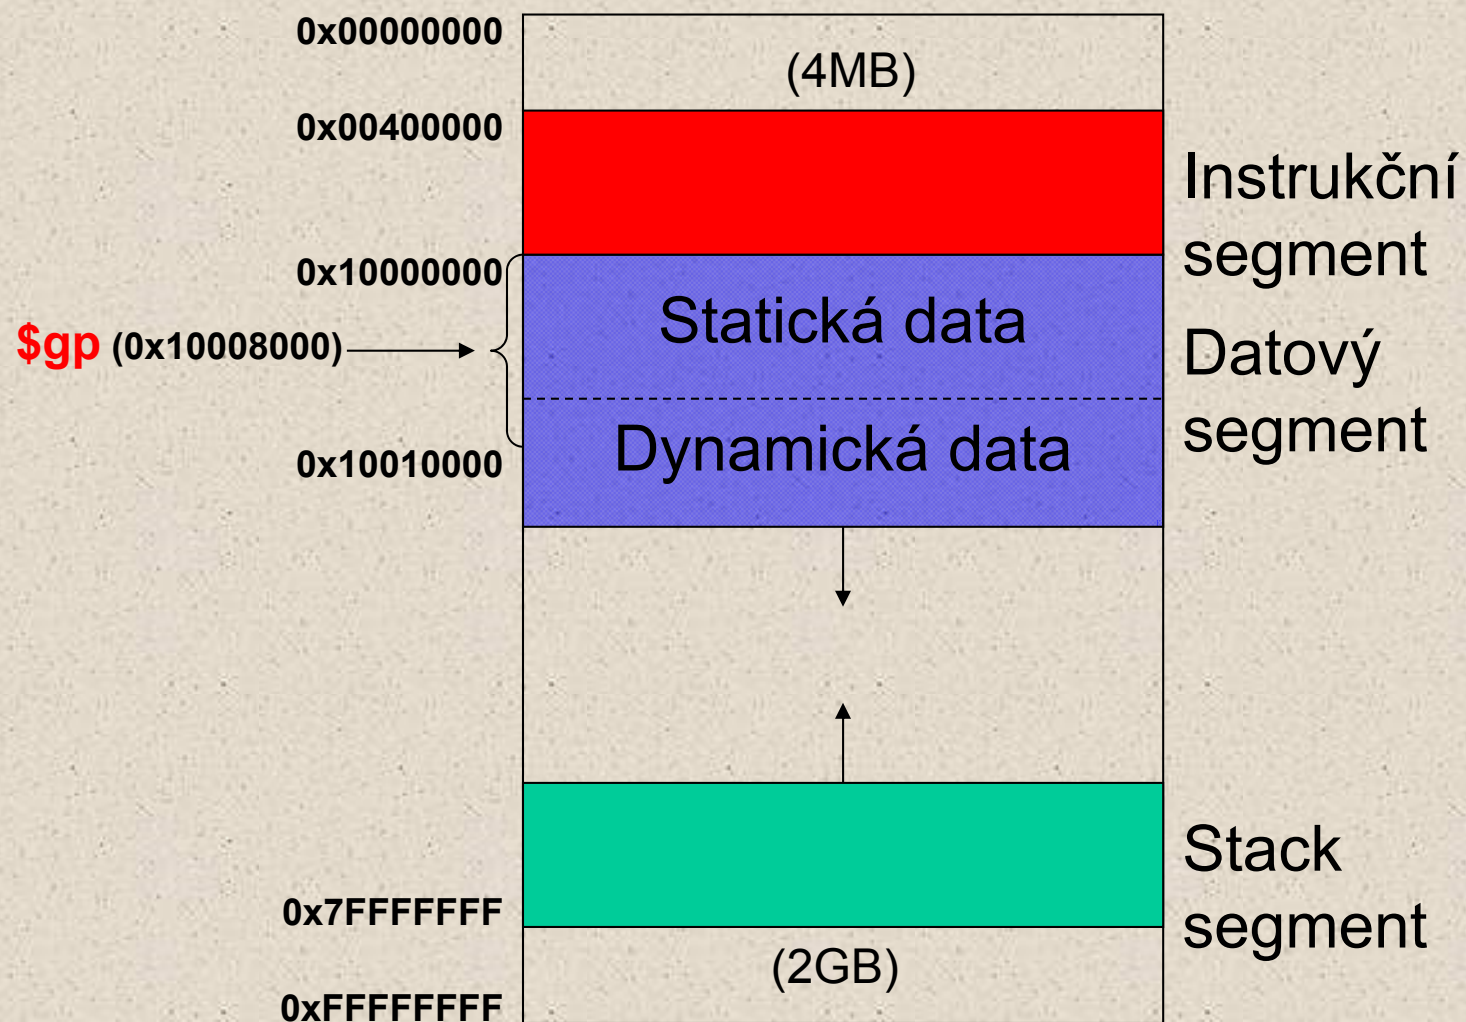 0x00000000
(4MB)
0x00400000
Instrukční
segment
0x10000000
Statická data
$gp (0x10008000)
Datový
segment
Dynamická data
0x10010000
Stack
segment
0x7FFFFFFF
(2GB)
0xFFFFFFFF